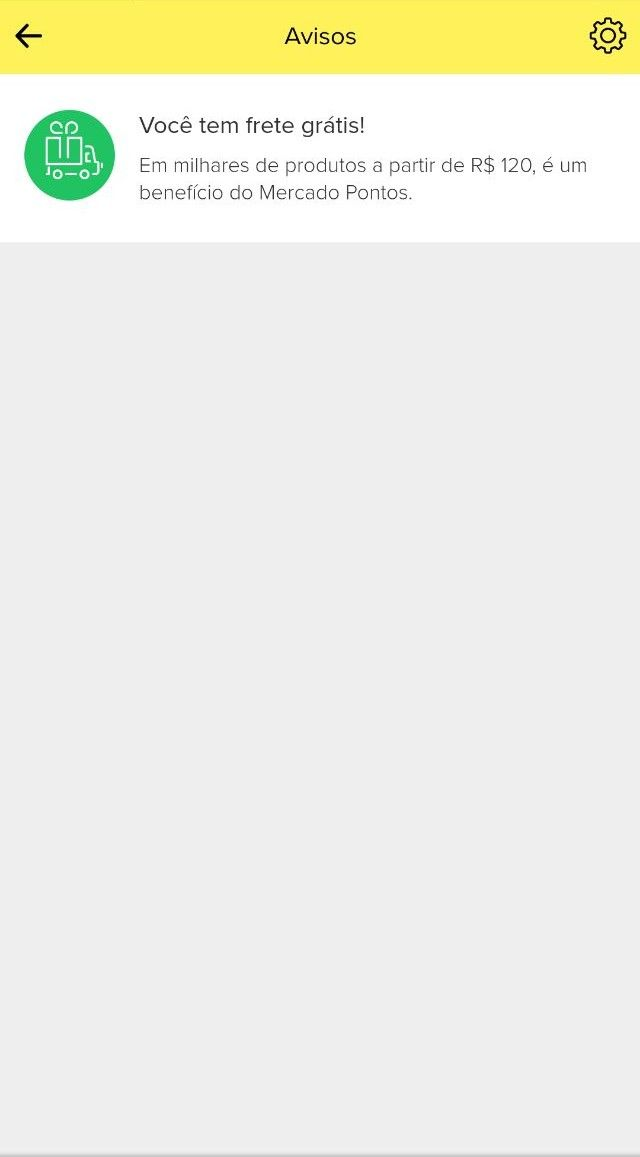 Avisos
Você tem frete grátis!
Em milhares de produtos a partir de R$ 120, é um
benefício do Mercado Pontos.